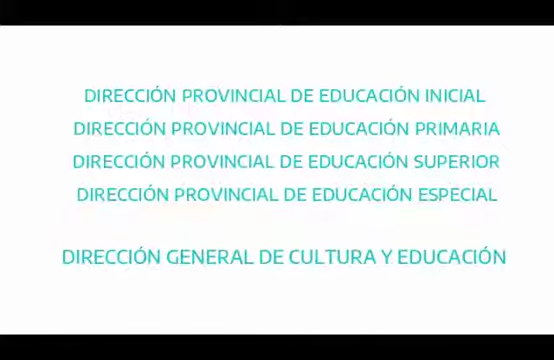 DIRECCIÓN PROVINCIAL DE EDUCACIÓN INICIAL
DIRECCIÓN PROVINCIAL DE EDUCACIÓN PRIMARIA
DIRECCIÓN PROVINCIAL DE EDUCACIÓN SUPERIOR
DIRECCIÓN PROVINCIAL DE EDUCACIÓN ESPECIAL
DIRECCIÓN GENERAL DE CULTURA Y EDUCACIÓN